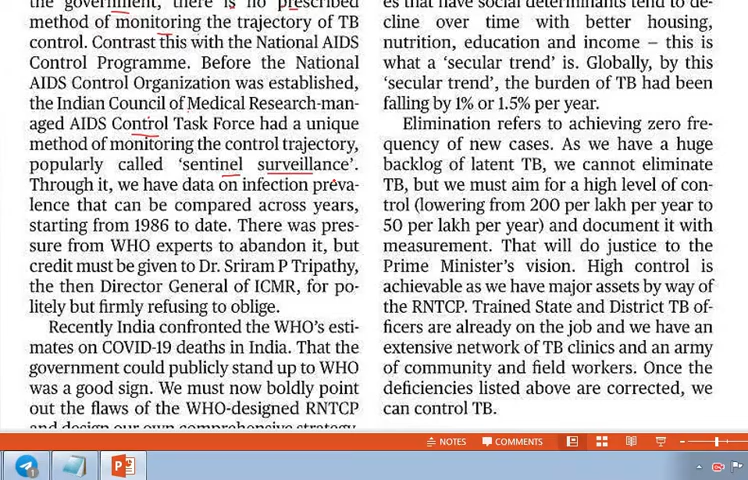 the government, there is no prescribed
method of monitoring the trajectory of TB
control. Contrast this with the National AIDS
Control Programme. Before the National
AIDS Control Organization was established,
the Indian Council of Medical Research-man-
aged AIDS Control Task Force had a unique
method of monitoring the control trajectory,
popularly called ‘sentinel surveillance’.
Through it, we have data on infection preva-
lence that can be compared across years,
starting from 1986 to date. There was pres-
sure from WHO experts to abandon it, but
credit must be given to Dr. Sriram P Tripathy,
the then Director General of ICMR, for po-
litely but firmly refusing to oblige.
Recently India confronted the WHO’s esti-
mates on COVID-19 deaths in India. That the
government could publicly stand up to WHO
was a good sign. We must now boldly point
out the flaws of the WHO-designed RNTCP
and design our own comprehensive strategy.
es that have social determinants tend to de-
cline over time with better housing,
nutrition, education and income – this is
what a ‘secular trend’ is. Globally, by this
‘secular trend’, the burden of TB had been
falling by 1% or 1.5% per year.
Elimination refers to achieving zero fre-
quency of new cases. As we have a huge
backlog of latent TB, we cannot eliminate
TB, but we must aim for a high level of con-
trol (lowering from 200 per lakh per year to
50 per lakh per year) and document it with
measurement. That will do justice to the
Prime Minister’s vision. High control is
achievable as we have major assets by way of
the RNTCP. Trained State and District TB of-
ficers are already on the job and we have an
extensive network of TB clinics and an army
of community and field workers. Once the
deficiencies listed above are corrected, we
can control TB.
NOTES COMMENTS